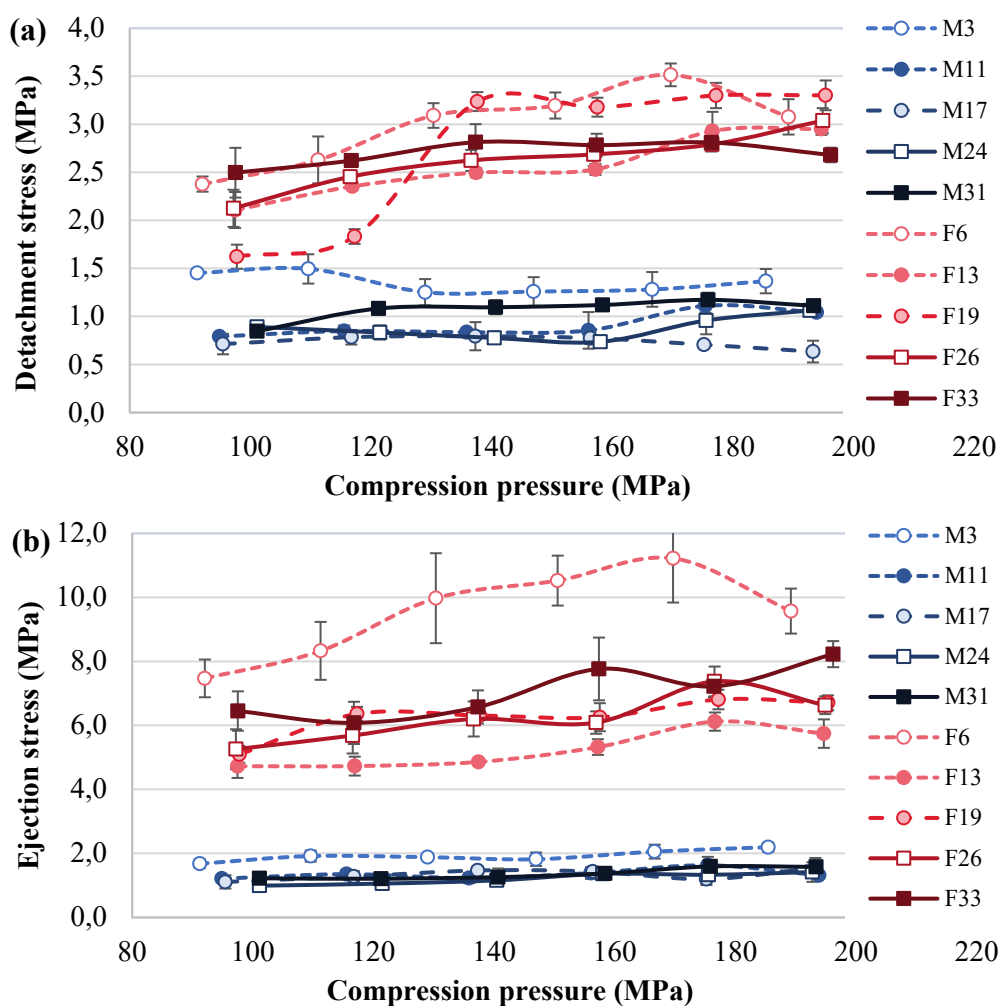 (a)
Detachment stress (MPa)
4,0
3,5
3,0
2,5
2,0
1,5
1,0
0,5
0,0
80 100 120 140 160 180 200 220
Compression pressure (MPa)
M3
M11
M17
M24
M31
F6
F13
F19
F26
F33
(b)
Ejection stress (MPa)
12,0
10,0
8,0
6,0
4,0
2,0
0,0
80 100 120 140 160 180 200 220
Compression pressure (MPa)
M3
M11
M17
M24
M31
F6
F13
F19
F26
F33